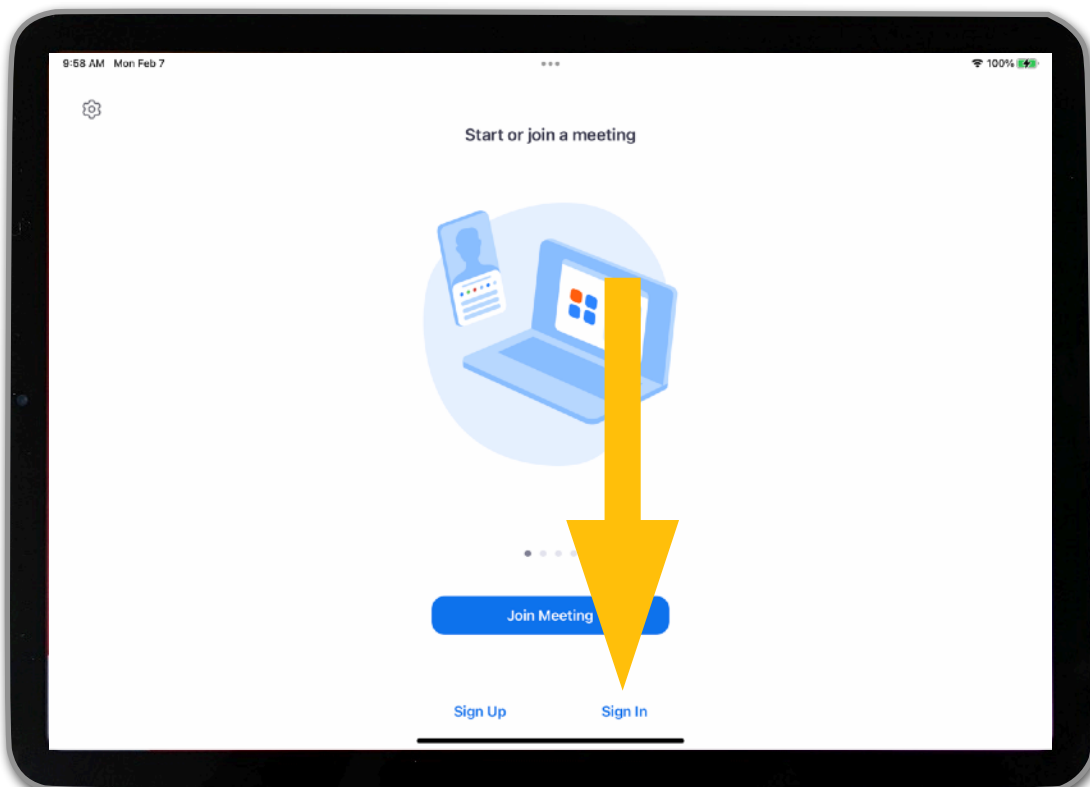 9:58 AM Mon Feb 7
100%
Start or join a meeting
Join Meeting
Sign Up
Sign In